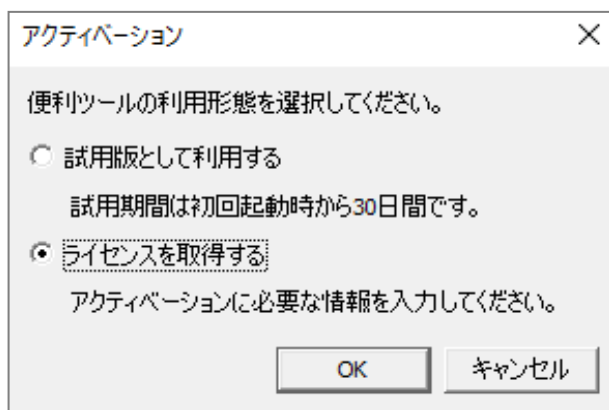 アクティベーション
便利ツールの利用形態を選択してください。
試用版として利用する
試用期間は初回起動時から30日間です。
ライセンスを取得する
アクティベーションに必要な情報を入力してください。
OK
キャンセル